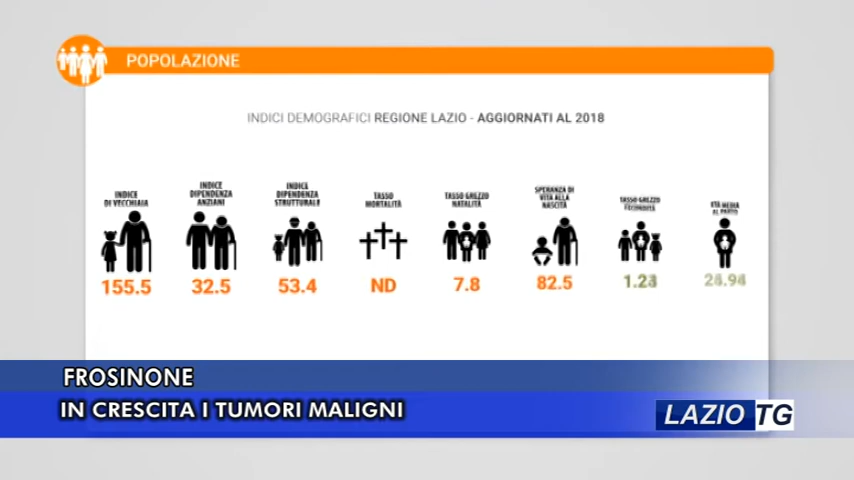 POPOLAZIONE
INDICI DEMOGRAFICI REGIONE LAZIO - AGGIORNATI AL 2018
INDICE
DI VECCHIAIA
155.5
INDICE
DIPENDENZA
ANZIANI
32.5
INDICE
DIPENDENZA
STRUTTURALE
53.4
TASSO
MORTALITÀ
ND
TASSO GREZZO
NATALITÀ
7.8
SPERANZA DI
VITA ALLA
NASCITA
82.5
TASSO GREZZO
ETÀ MEDIA
AL PARTO
FROSINONE
IN CRESCITA I TUMORI MALIGNI
LAZIO TG